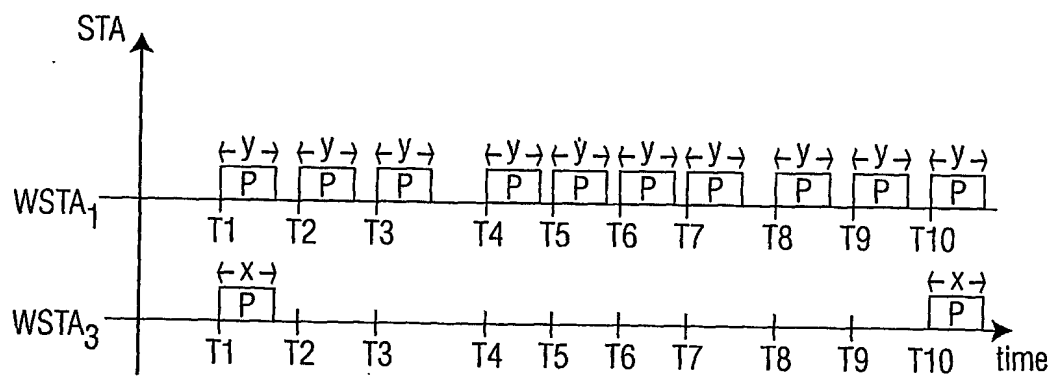 STA
←y→ ←y→ ←y→ ←y→ ←y→ ←y→ ←y→ ←y→ ←y→ ←y→
P P P P P P P P P P
WSTA1
T1 T2 T3 T4 T5 T6 T7 T8 T9 T10
←x→ ←x→
P P
WSTA3
T1 T2 T3 T4 T5 T6 T7 T8 T9 T10 time